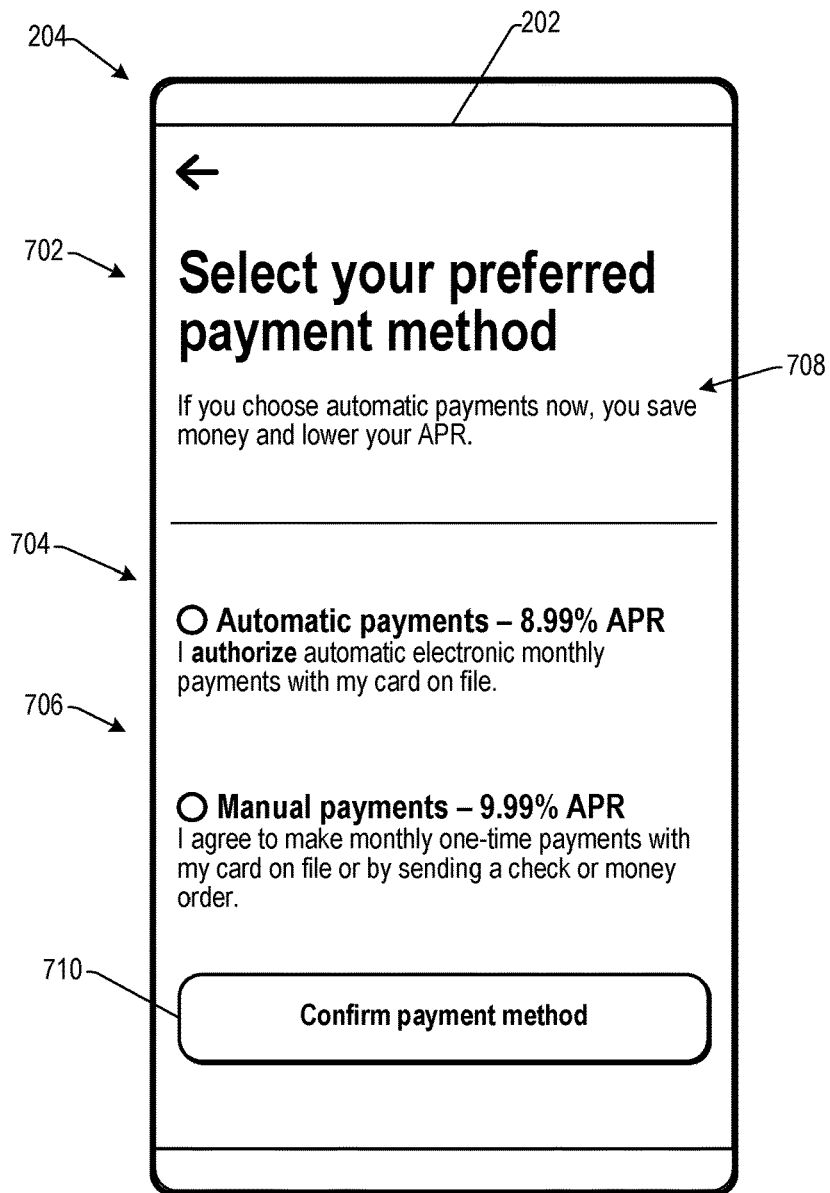 204
202
702
Select your preferred
payment method
708
If you choose automatic payments now, you save
money and lower your APR.
704
Automatic payments – 8.99% APR
I authorize automatic electronic monthly
payments with my card on file.
706
Manual payments – 9.99% APR
I agree to make monthly one-time payments with
my card on file or by sending a check or money
order.
710
Confirm payment method